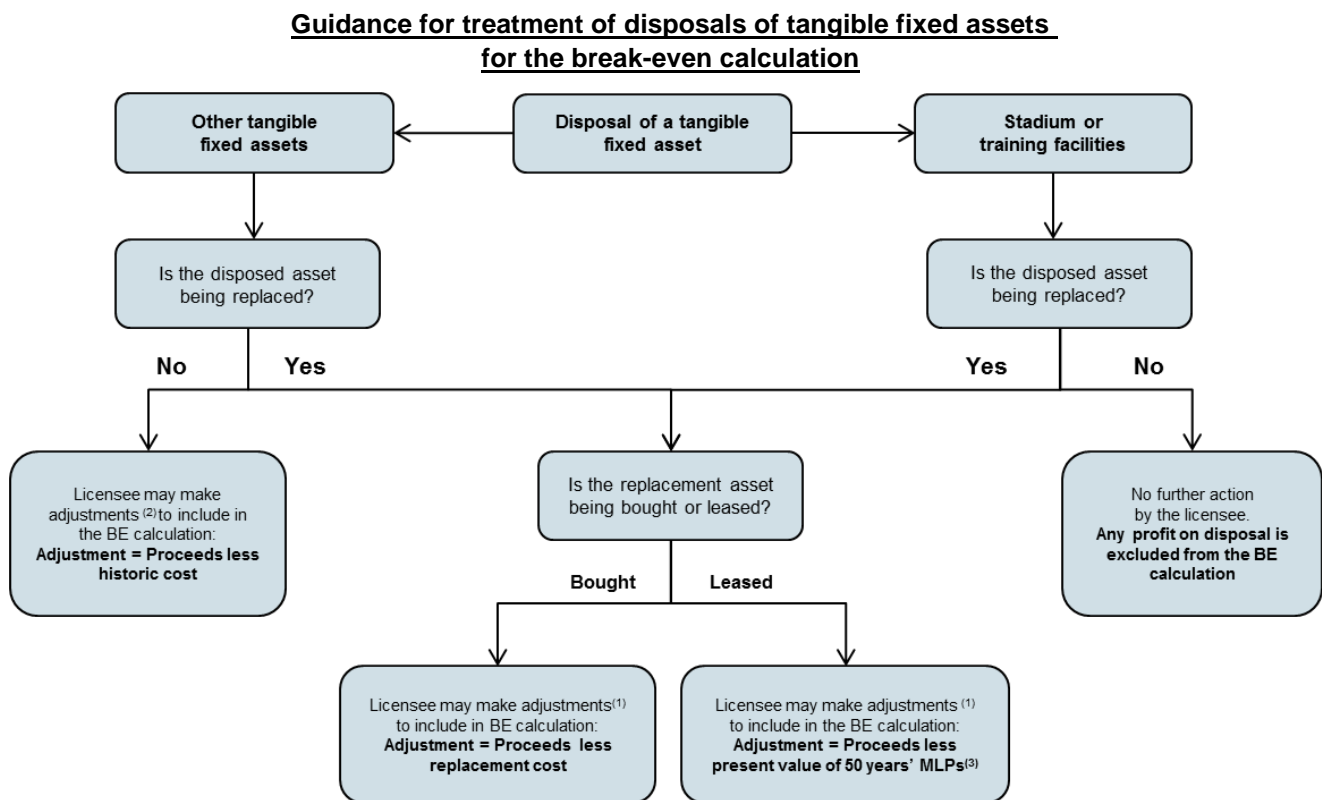 Guidance for treatment of disposals of tangible fixed assets
for the break-even calculation
Other tangible
fixed assets
Disposal of a tangible
fixed asset
Stadium or
training facilities
Is the disposed asset
being replaced?
Is the disposed asset
being replaced?
No
Yes
Yes
No
Licensee may make
adjustments (2) to include in
the BE calculation:
Adjustment = Proceeds less
historic cost
Is the replacement asset
being bought or leased?
No further action
by the licensee.
Any profit on disposal is
excluded from the BE
calculation
Bought
Leased
Licensee may make adjustments(1)
to include in BE calculation:
Adjustment = Proceeds less
replacement cost
Licensee may make adjustments (1)
to include in the BE calculation:
Adjustment = Proceeds less
present value of 50 years' MLPs(3)